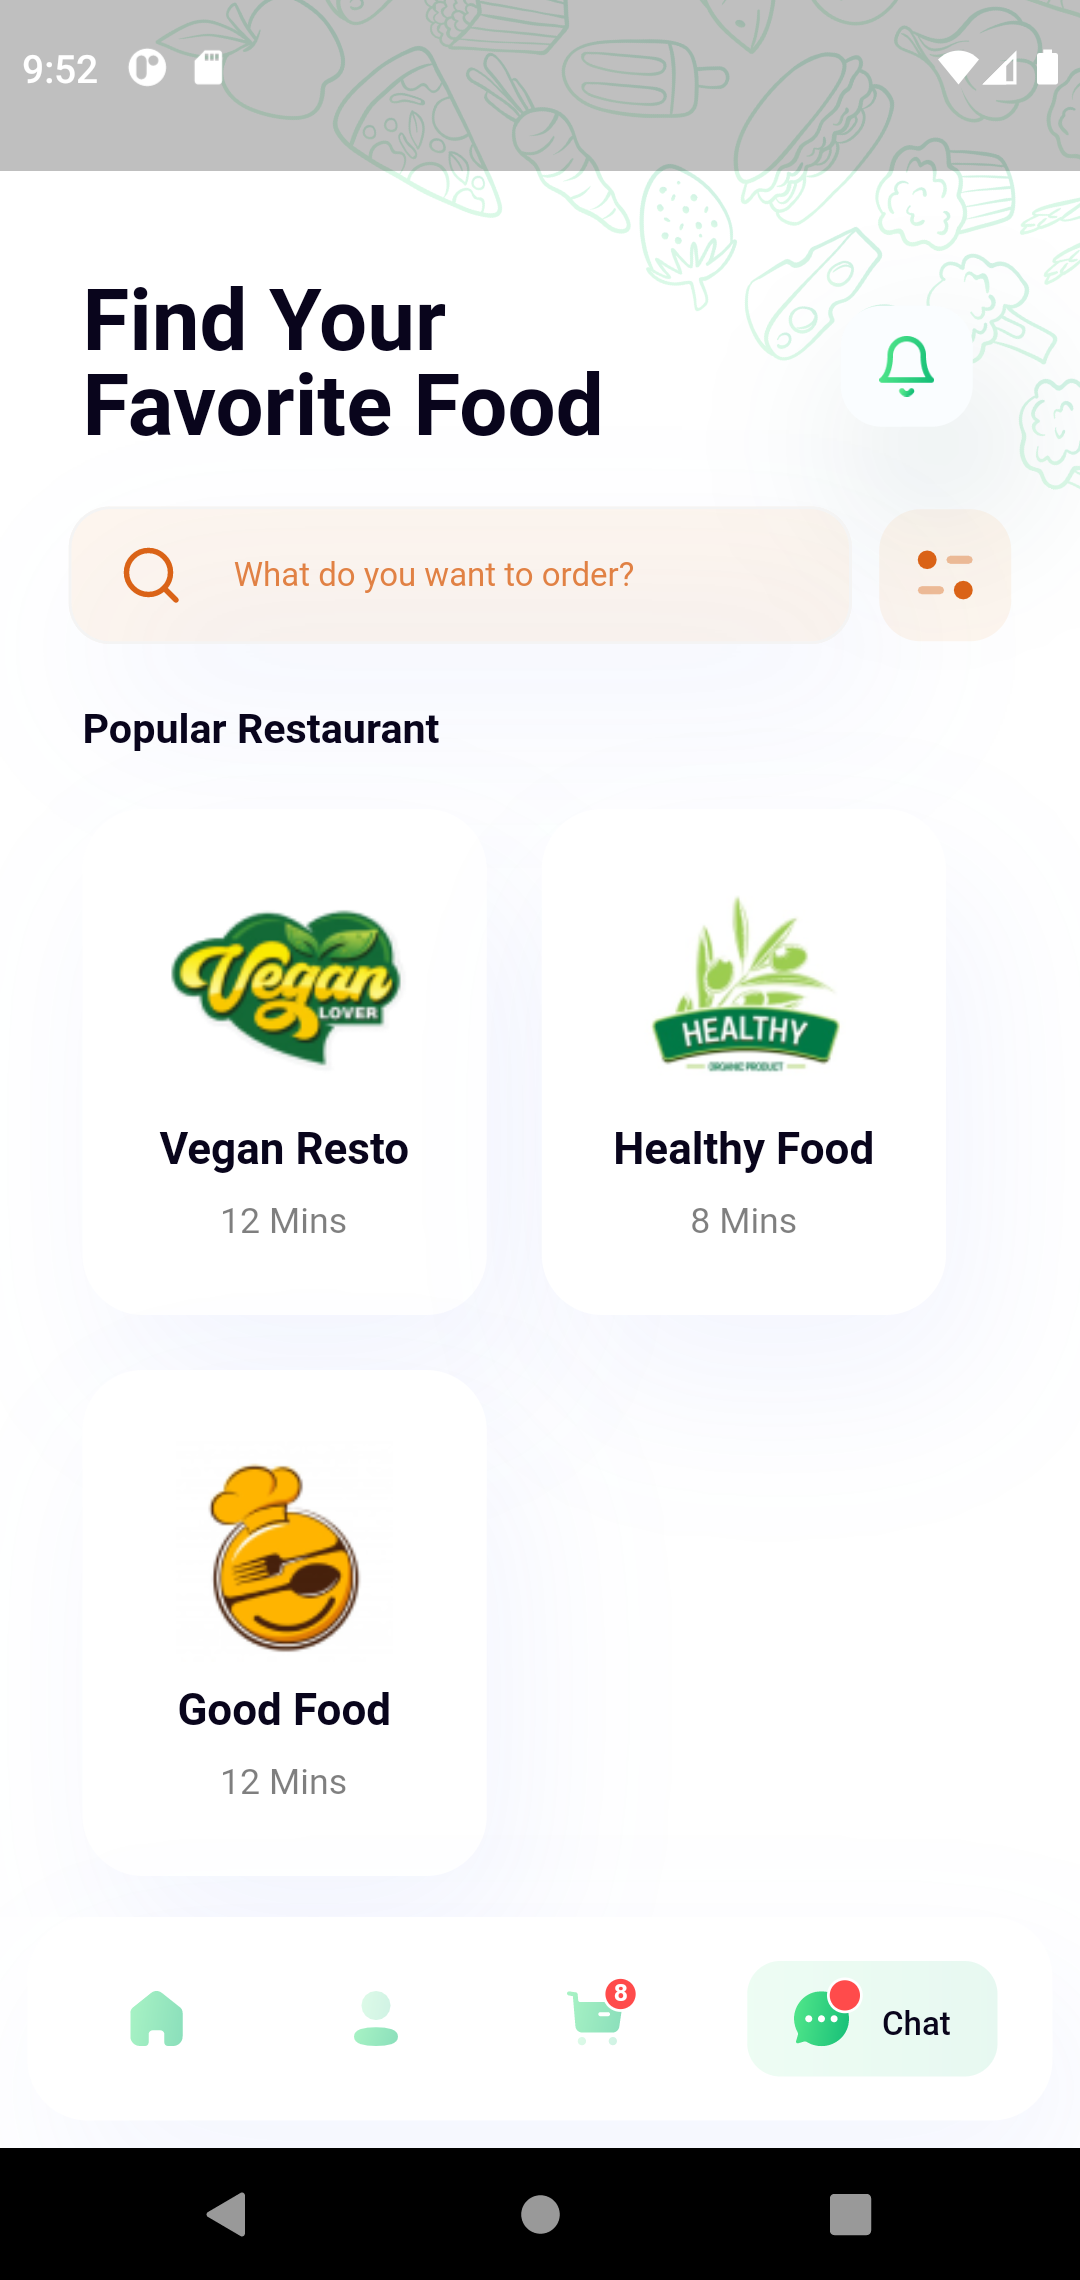 9:52
Find Your
Favorite Food
What do you want to order?
Popular Restaurant
Vegan
LOVER
HEALTHY
ORGANIC PRODUCT
Vegan Resto
Healthy Food
12 Mins
8 Mins
Good Food
12 Mins
8
Chat